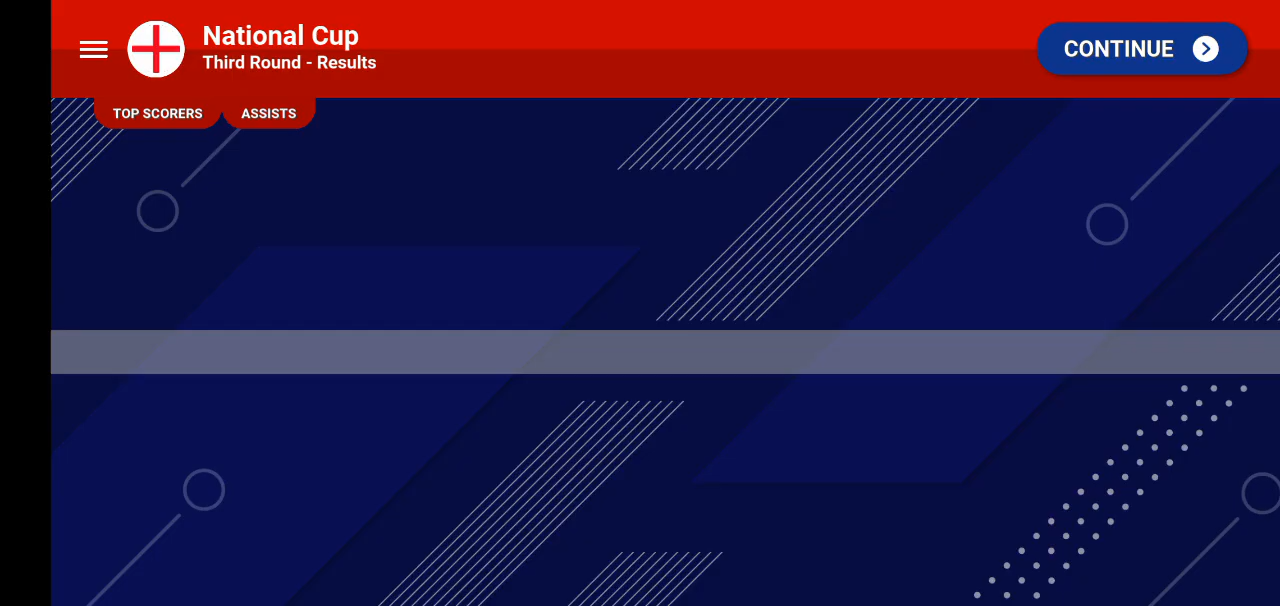 National Cup
Third Round - Results
CONTINUE
TOP SCORERS
ASSISTS